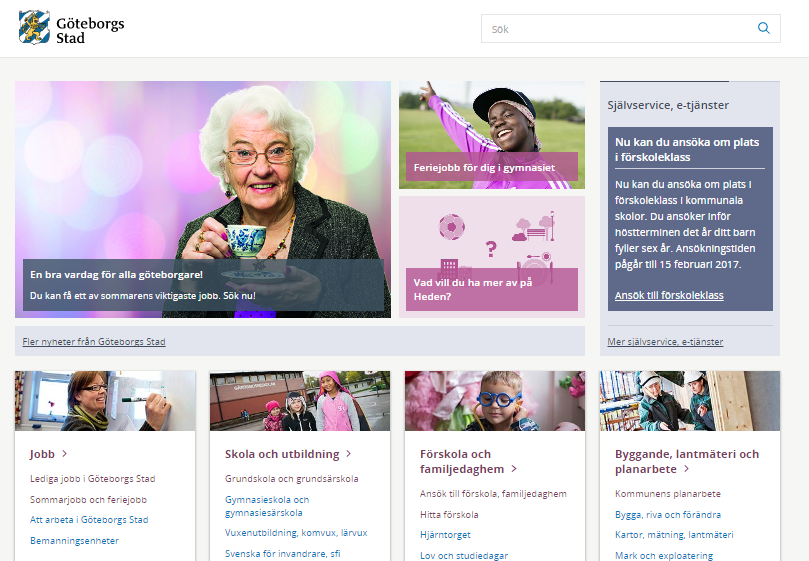 Göteborgs
Stad
Sök
En bra vardag för alla göteborgare!
Du kan få ett av sommarens viktigaste jobb. Sök nu!
Feriejobb för dig i gymnasiet
?
Vad vill du ha mer av på
Heden?
Självservice, e-tjänster
Nu kan du ansöka om plats
i förskoleklass
Nu kan du ansöka om plats i
förskoleklass i kommunala
skolor. Du ansöker inför
höstterminen det år ditt barn
fyller sex år. Ansökningstiden
pågår till 15 februari 2017.
Ansök till förskoleklass
Mer självservice, e-tjänster
Fler nyheter från Göteborgs Stad
Jobb
Lediga jobb i Göteborgs Stad
Sommarjobb och feriejobb
Att arbeta i Göteborgs Stad
Bemanningsenheter
Skola och utbildning
Grundskola och grundsärskola
Gymnasieskola och
gymnasiesärskola
Vuxenutbildning, komvux, lärvux
Svenska för invandrare, sfi
Förskola och
familjedaghem
Ansök till förskola, familjedaghem
Hitta förskola
Hjärntorget
Lov och studiedagar
Byggande, lantmäteri och
planarbete
Kommunens planarbete
Bygga, riva och förändra
Kartor, mätning, lantmäteri
Mark och exploatering